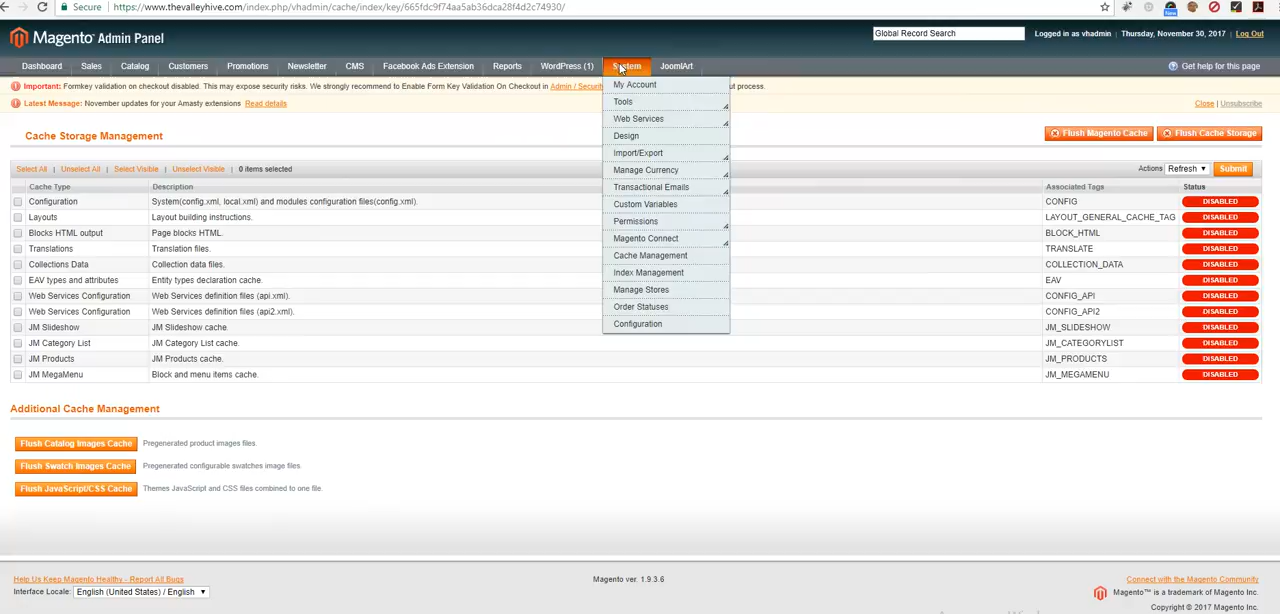 Secure https://www.thevalleyhive.com/index.php/vhadmin/cache/index/key/665fdc9f74aa5ab36dca28f4d2c74930/
Magento Admin Panel
Global Record Search
Logged in as vhadmin | Thursday, November 30, 2017 | Log Out
Dashboard Sales Catalog Customers Promotions Newsletter CMS Facebook Ads Extension Reports WordPress (1) System JoomlArt Get help for this page
Important: Formkey validation on checkout disabled. This may expose security risks. We strongly recommend to Enable Form Key Validation On Checkout in Admin / Securit ut process.
Latest Message: November updates for your Amasty extensions Read details Close | Unsubscribe
My Account
Tools
Web Services
Design
Import/Export
Manage Currency
Transactional Emails
Custom Variables
Permissions
Magento Connect
Cache Management
Index Management
Manage Stores
Order Statuses
Configuration
Cache Storage Management
Flush Magento Cache Flush Cache Storage
Select All | Unselect All | Select Visible | Unselect Visible | 0 items selected Actions Refresh Submit
Cache Type Description Associated Tags Status
Configuration System(config.xml, local.xml) and modules configuration files(config.xml). CONFIG DISABLED
Layouts Layout building instructions. LAYOUT_GENERAL_CACHE_TAG DISABLED
Blocks HTML output Page blocks HTML. BLOCK_HTML DISABLED
Translations Translation files. TRANSLATE DISABLED
Collections Data Collection data files. COLLECTION_DATA DISABLED
EAV types and attributes Entity types declaration cache. EAV DISABLED
Web Services Configuration Web Services definition files (api.xml). CONFIG_API DISABLED
Web Services Configuration Web Services definition files (api2.xml). CONFIG_API2 DISABLED
JM Slideshow JM Slideshow cache. JM_SLIDESHOW DISABLED
JM Category List JM Category List cache. JM_CATEGORYLIST DISABLED
JM Products JM Products cache. JM_PRODUCTS DISABLED
JM MegaMenu Block and menu items cache. JM_MEGAMENU DISABLED
Additional Cache Management
Flush Catalog Images Cache Pregenerated product images files.
Flush Swatch Images Cache Pregenerated configurable swatches image files
Flush JavaScript/CSS Cache Themes JavaScript and CSS files combined to one file.
Help Us Keep Magento Healthy - Report All Bugs Magento ver. 1.9.3.6 Connect with the Magento Community
Interface Locale: English (United States) / English Magento™ is a trademark of Magento Inc.
Copyright © 2017 Magento Inc.